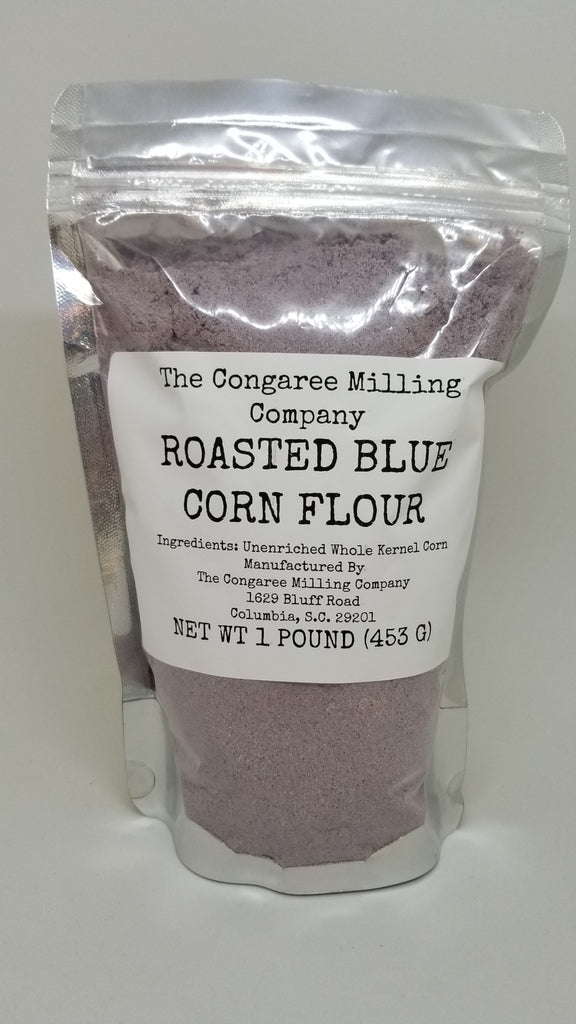 The Congaree Milling
Company
ROASTED BLUE
CORN FLOUR
Ingredients: Unenriched Whole Kernel Corn
Manufactured By
The Congaree Milling Company
1629 Bluff Road
Columbia, S.C. 29201
NET WT 1 POUND (453 G)